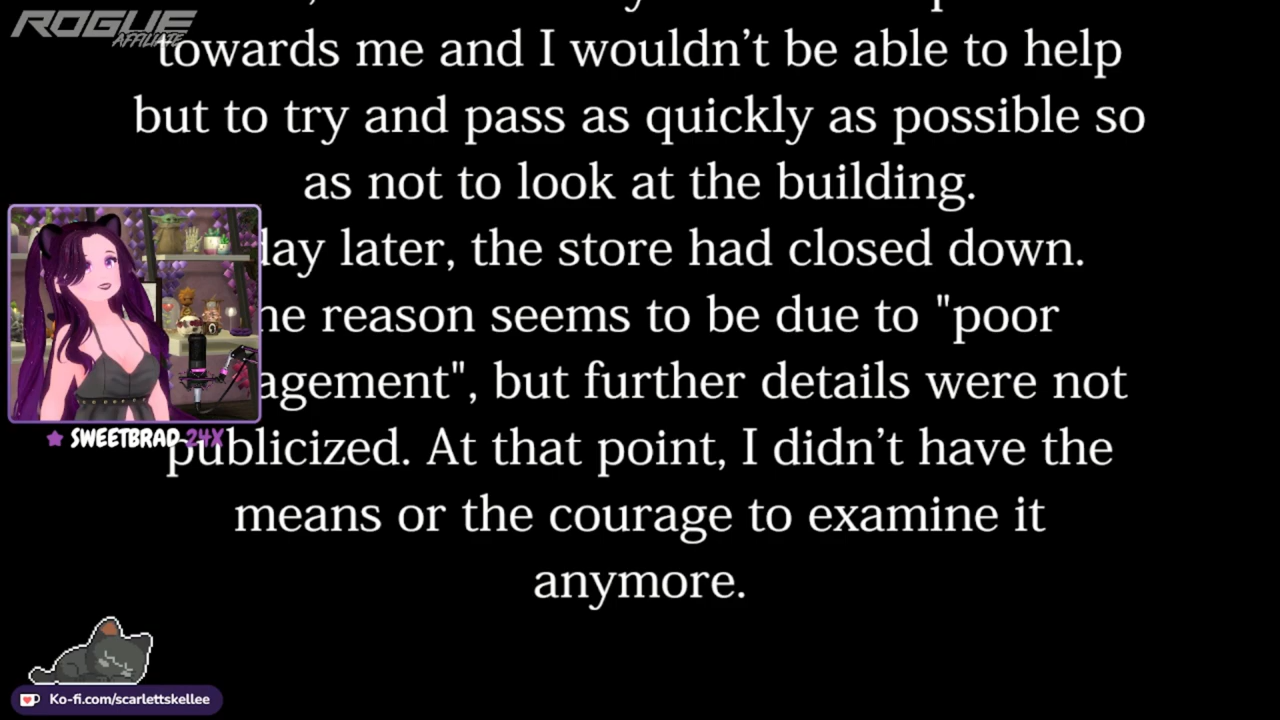 ROGUE
AFFILIATE
towards me and I wouldn’t be able to help
but to try and pass as quickly as possible so
as not to look at the building.
later, the store had closed down.
reason seems to be due to "poor
but further details were not
publicized. At that point, I didn’t have the
means or the courage to examine it
anymore.
SWEETBRAD 24X
Ko-fi.com/scarlettskellee